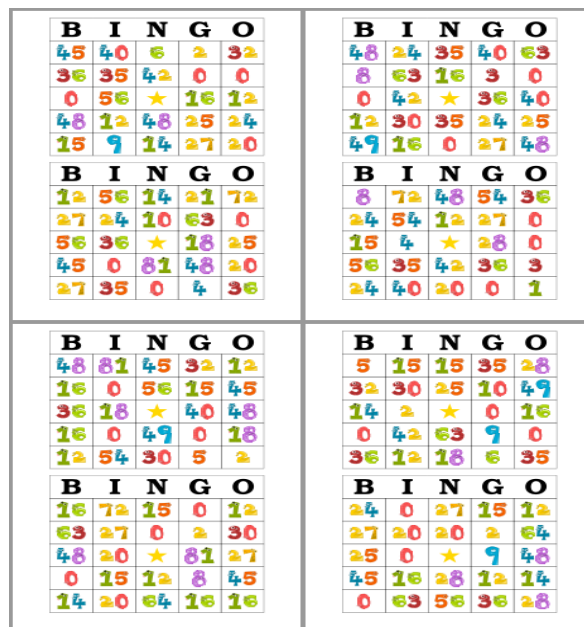 B I N G O
45 40 6 2 32
36 35 42 0 0
0 56 ★ 16 12
48 12 48 25 24
15 9 14 27 20
B I N G O
12 56 14 21 72
27 24 10 63 0
56 36 ★ 18 25
45 0 81 48 20
27 35 0 4 36
B I N G O
48 24 35 40 63
8 63 16 3 0
0 42 ★ 36 40
12 30 35 24 25
49 16 0 27 48
B I N G O
8 72 48 54 36
24 54 12 27 0
15 4 ★ 28 0
56 35 42 36 3
24 40 20 0 1
B I N G O
48 81 45 32 12
16 0 56 15 45
36 18 ★ 40 48
16 0 49 0 18
12 54 30 5 2
B I N G O
16 72 15 0 12
63 27 0 2 30
48 20 ★ 81 27
0 15 12 8 45
14 20 64 16 16
B I N G O
5 15 15 35 28
32 30 25 10 49
14 2 ★ 0 16
0 42 63 9 0
36 12 18 6 35
B I N G O
24 0 27 15 12
27 20 20 2 64
25 0 ★ 9 48
45 16 28 12 14
0 63 56 36 28